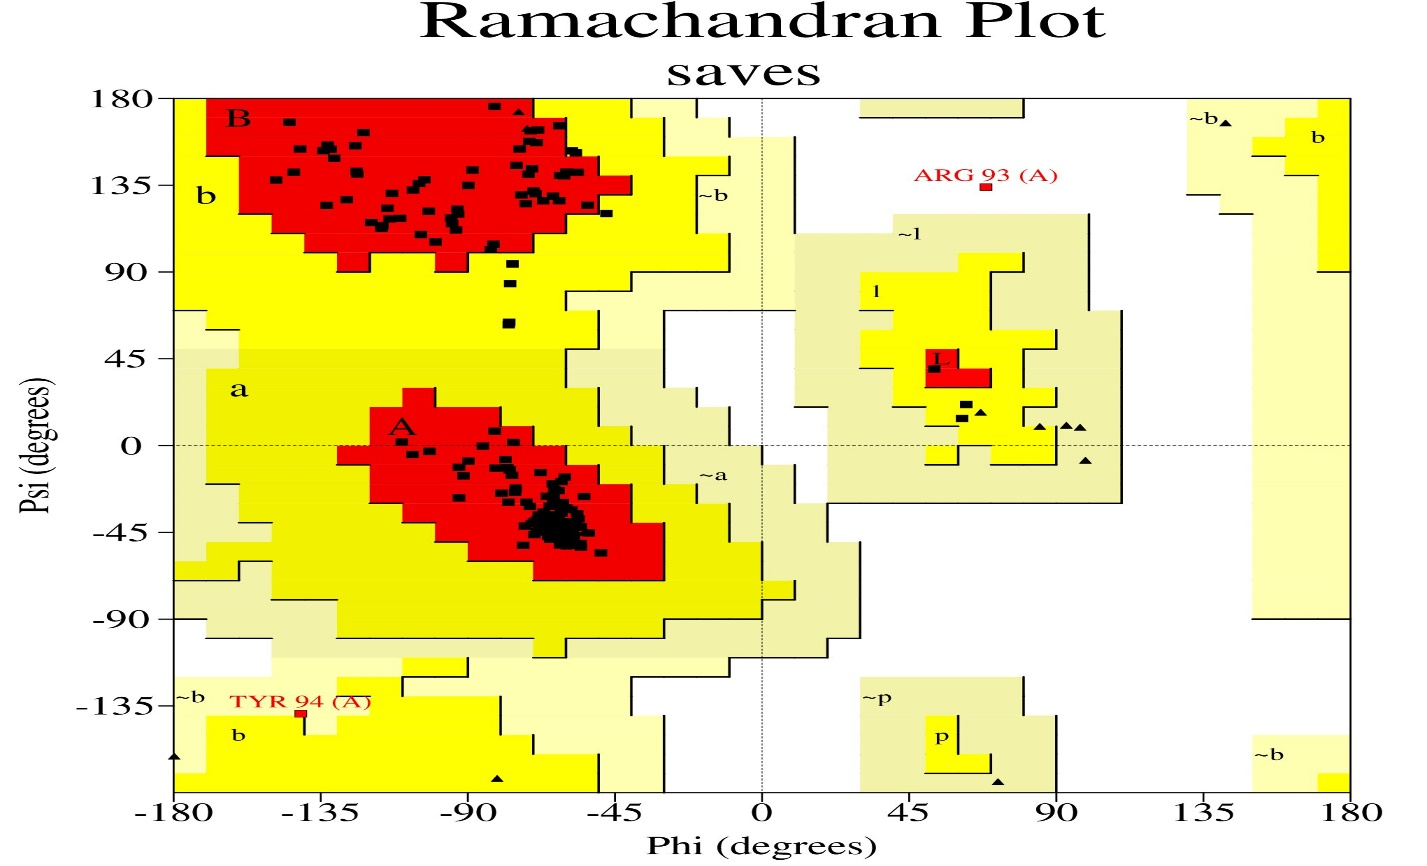 Ramachandran Plot
saves
180
B
~b
b
ARG 93 (A)
135
b
~b
~l
90
l
45
L
a
A
0
~a
Psi (degrees)
-45
-90
~b
TYR 94 (A)
~p
-135
b
p
~b
-180 -135 -90 -45 0 45 90 135 180
Phi (degrees)